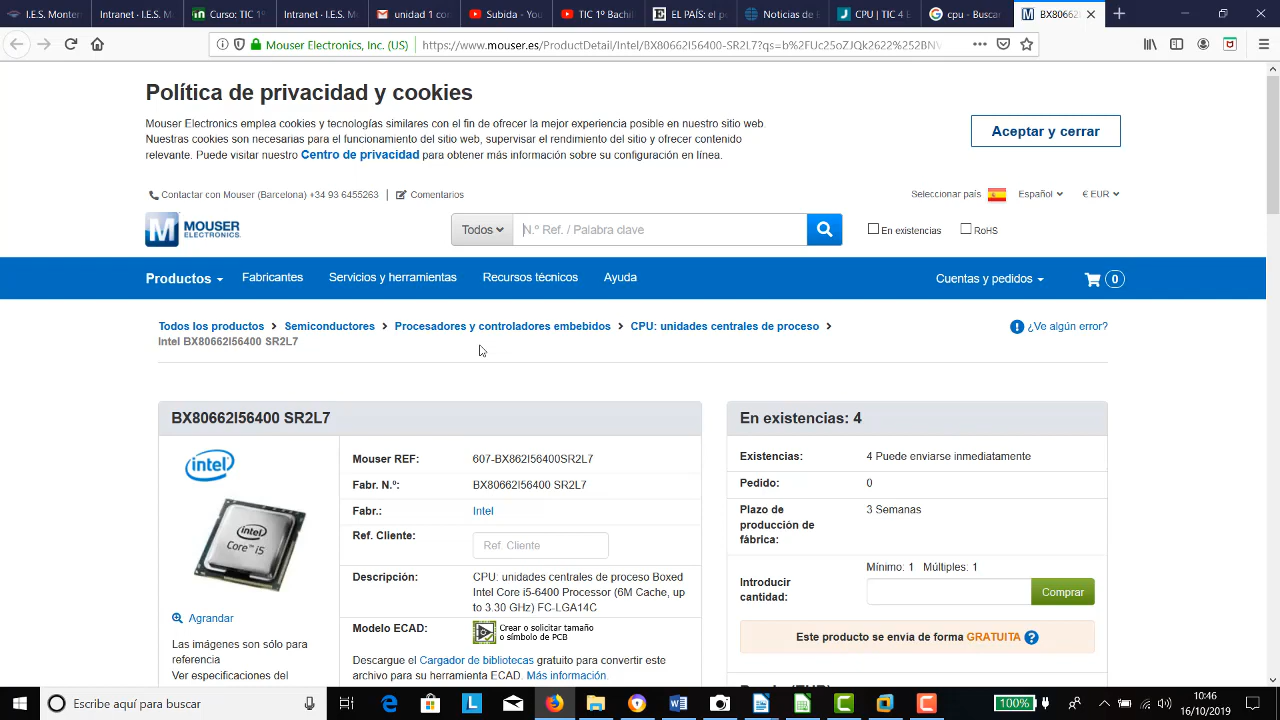 I.E.S. Monter
Intranet - I.E.S. M
Curso: TIC 1º
Intranet - I.E.S. M
unidad 1 con
Subida - You
TIC 1º Bachil
EL PAÍS: el p
Noticias de E
CPU | TIC 4 E
cpu - Buscar
BX80662I
Mouser Electronics, Inc. (US)
https://www.mouser.es/ProductDetail/Intel/BX80662I56400-SR2L7?qs=b%2FUc25oZJQk2622%252BNV
Política de privacidad y cookies
Mouser Electronics emplea cookies y tecnologías similares con el fin de ofrecer la mejor experiencia posible en nuestro sitio web.
Nuestras cookies son necesarias para el funcionamiento del sitio web, supervisar el rendimiento del sitio y ofrecer contenido
relevante. Puede visitar nuestro Centro de privacidad para obtener más información sobre su configuración en línea.
Aceptar y cerrar
Contactar con Mouser (Barcelona) +34 93 6455263 | Comentarios
Seleccionar país Español € EUR
M MOUSER
ELECTRONICS
Todos N.º Ref. / Palabra clave
En existencias RoHS
Productos Fabricantes Servicios y herramientas Recursos técnicos Ayuda Cuentas y pedidos 0
Todos los productos > Semiconductores > Procesadores y controladores embebidos > CPU: unidades centrales de proceso >
Intel BX80662I56400 SR2L7
¿Ve algún error?
BX80662I56400 SR2L7
intel
intel
Core™ i5
Agrandar
Las imágenes son sólo para
referencia
Ver especificaciones del
Mouser REF: 607-BX862I56400SR2L7
Fabr. N.º: BX80662I56400 SR2L7
Fabr.: Intel
Ref. Cliente: Ref. Cliente
Descripción: CPU: unidades centrales de proceso Boxed
Intel Core i5-6400 Processor (6M Cache, up
to 3.30 GHz) FC-LGA14C
Modelo ECAD: Crear o solicitar tamaño
o símbolo de PCB
Descargue el Cargador de bibliotecas gratuito para convertir este
archivo para su herramienta ECAD. Más información.
En existencias: 4
Existencias: 4 Puede enviarse inmediatamente
Pedido: 0
Plazo de
producción de
fábrica:
3 Semanas
Mínimo: 1 Múltiples: 1
Introducir
cantidad:
Comprar
Este producto se envia de forma GRATUITA
Escribe aquí para buscar
100%
10:46
16/10/2019